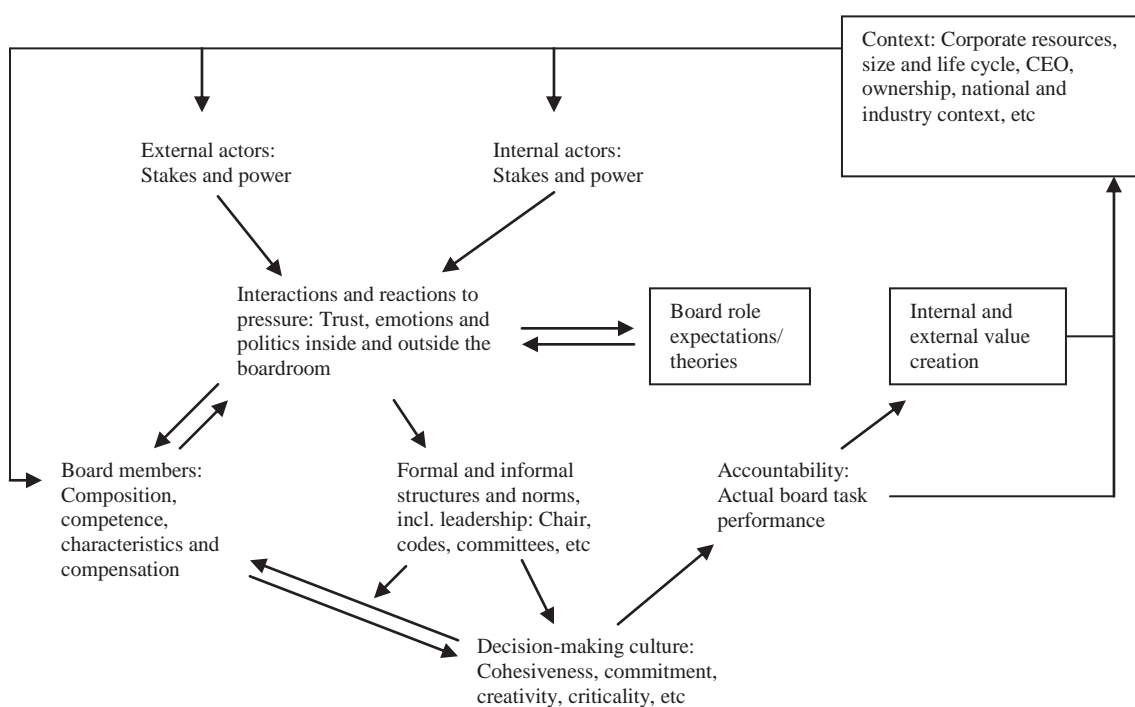 Context: Corporate resources,
size and life cycle, CEO,
ownership, national and
industry context, etc
External actors:
Stakes and power
Internal actors:
Stakes and power
Interactions and reactions to
pressure: Trust, emotions and
politics inside and outside the
boardroom
Board role
expectations/
theories
Internal and
external value
creation
Board members:
Composition,
competence,
characteristics and
compensation
Formal and informal
structures and norms,
incl. leadership: Chair,
codes, committees, etc
Accountability:
Actual board task
performance
Decision-making culture:
Cohesiveness, commitment,
creativity, criticality, etc